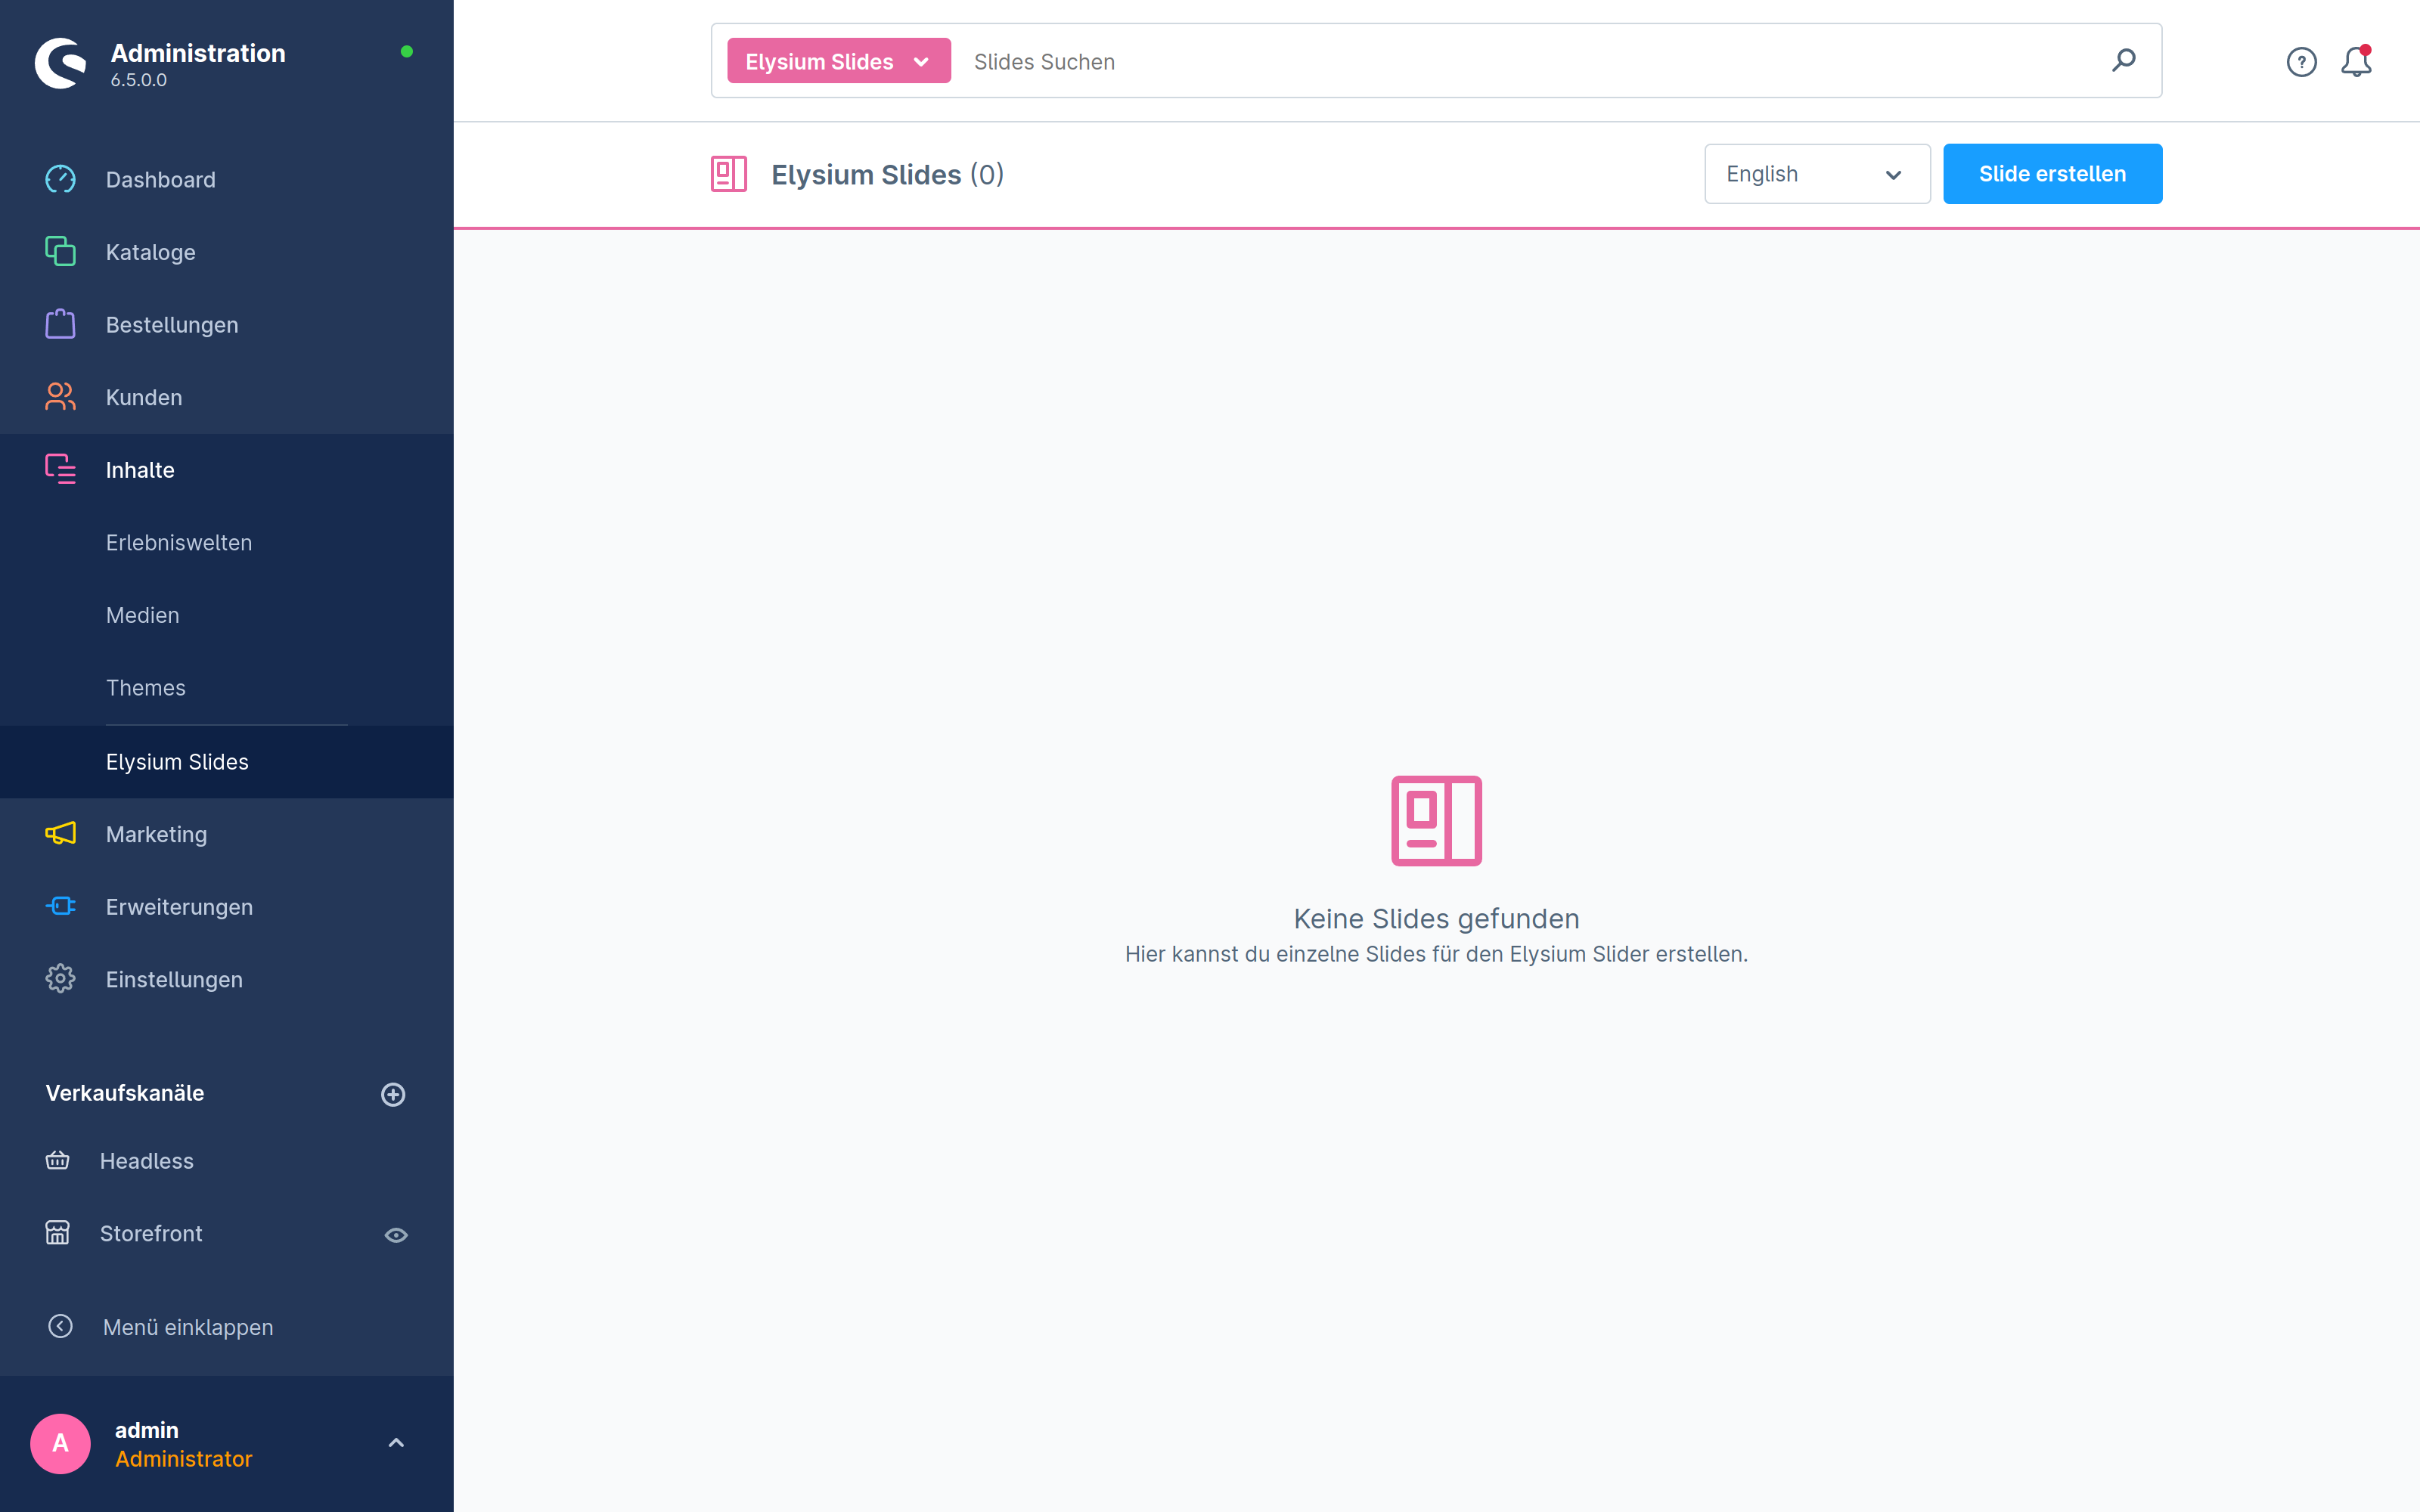 Administration
6.5.0.0
Dashboard
Kataloge
Bestellungen
Kunden
Inhalte
Erlebniswelten
Medien
Themes
Elysium Slides
Marketing
Erweiterungen
Einstellungen
Verkaufskanäle
Headless
Storefront
Menü einklappen
A
admin
Administrator
Elysium Slides
Slides Suchen
?
Elysium Slides (0)
English
Slide erstellen
Keine Slides gefunden
Hier kannst du einzelne Slides für den Elysium Slider erstellen.